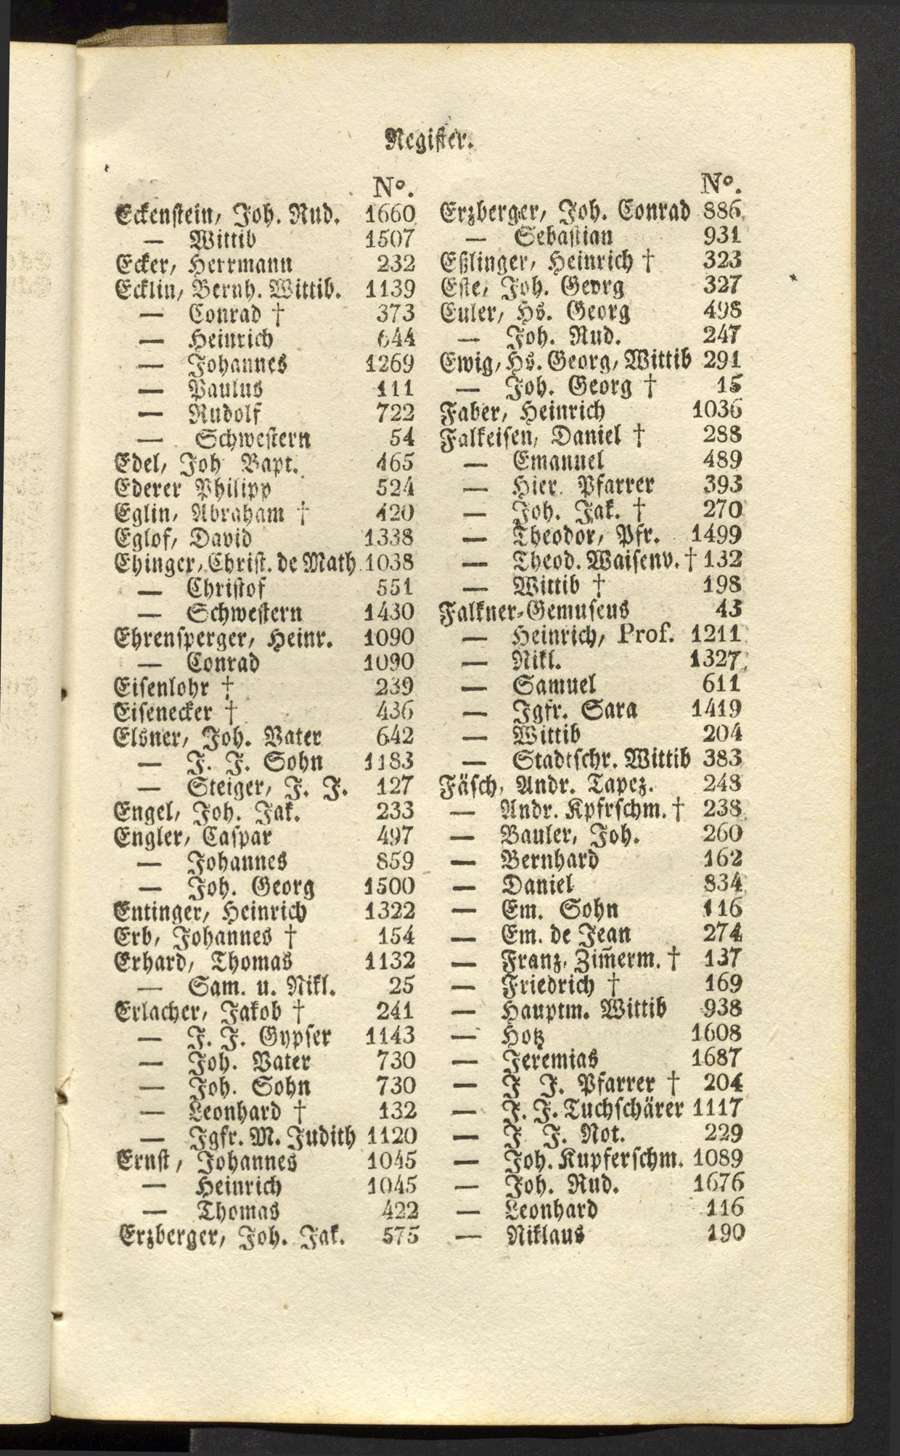 Register.
Nº.
Eckenstein, Joh. Rud. 1660
— Wittib 1507
Ecker, Herrmann 232
Ecklin, Bernh. Wittib. 1139
— Conrad † 373
— Heinrich 644
— Johannes 1269
— Paulus 111
— Rudolf 722
— Schwestern 54
Edel, Joh Bapt. 465
Ederer Philipp 524
Eglin, Abraham † 420
Eglof, David 1338
Ehinger, Christ. de Math. 1038
— Christof 551
— Schwestern 1430
Ehrensperger, Heinr. 1090
— Conrad 1090
Eisenlohr † 239
Eisenecker † 436
Elsner, Joh. Vater 642
— J. J. Sohn 1183
— Steiger, J. J. 127
Engel, Joh. Jak. 233
Engler, Caspar 497
— Johannes 859
— Joh. Georg 1500
Entinger, Heinrich 1322
Erb, Johannes † 154
Erhard, Thomas 1132
— Sam. u. Nikl. 25
Erlacher, Jakob † 241
— J. J. Gypser 1143
— Joh. Vater 730
— Joh. Sohn 730
— Leonhard † 132
— Jgfr. M. Judith 1120
Ernst, Johannes 1045
— Heinrich 1045
— Thomas 422
Erzberger, Joh. Jak. 575
Nº.
Erzberger, Joh. Conrad 886
— Sebastian 931
Eßlinger, Heinrich † 323
Este, Joh. Georg 327
Euler, Hs. Georg 498
— Joh. Rud. 247
Ewig, Hs. Georg, Wittib 291
— Joh. Georg † 15
Faber, Heinrich 1036
Falkeisen, Daniel † 288
— Emanuel 489
— Hier. Pfarrer 393
— Joh. Jak. † 270
— Theodor, Pfr. 1499
— Theod. Waisenv. † 132
— Wittib † 198
Falkner-Gemuseus 43
— Heinrich, Prof. 1211
— Nikl. 1327
— Samuel 611
— Jgfr. Sara 1419
— Wittib 204
— Stadtschr. Wittib 383
Fäsch, Andr. Tapez. 248
— Andr. Kpfrschm. † 238
— Bauler, Joh. 260
— Bernhard 162
— Daniel 834
— Em. Sohn 116
— Em. de Jean 274
— Franz, Zim̅erm. † 137
— Friedrich † 169
— Hauptm. Wittib 938
— Hotz 1608
— Jeremias 1687
— J J. Pfarrer † 204
— J. J. Tuchschärer 1117
— J J. Not. 229
— Joh. Kupferschm. 1089
— Joh. Rud. 1676
— Leonhard 116
— Niklaus 190